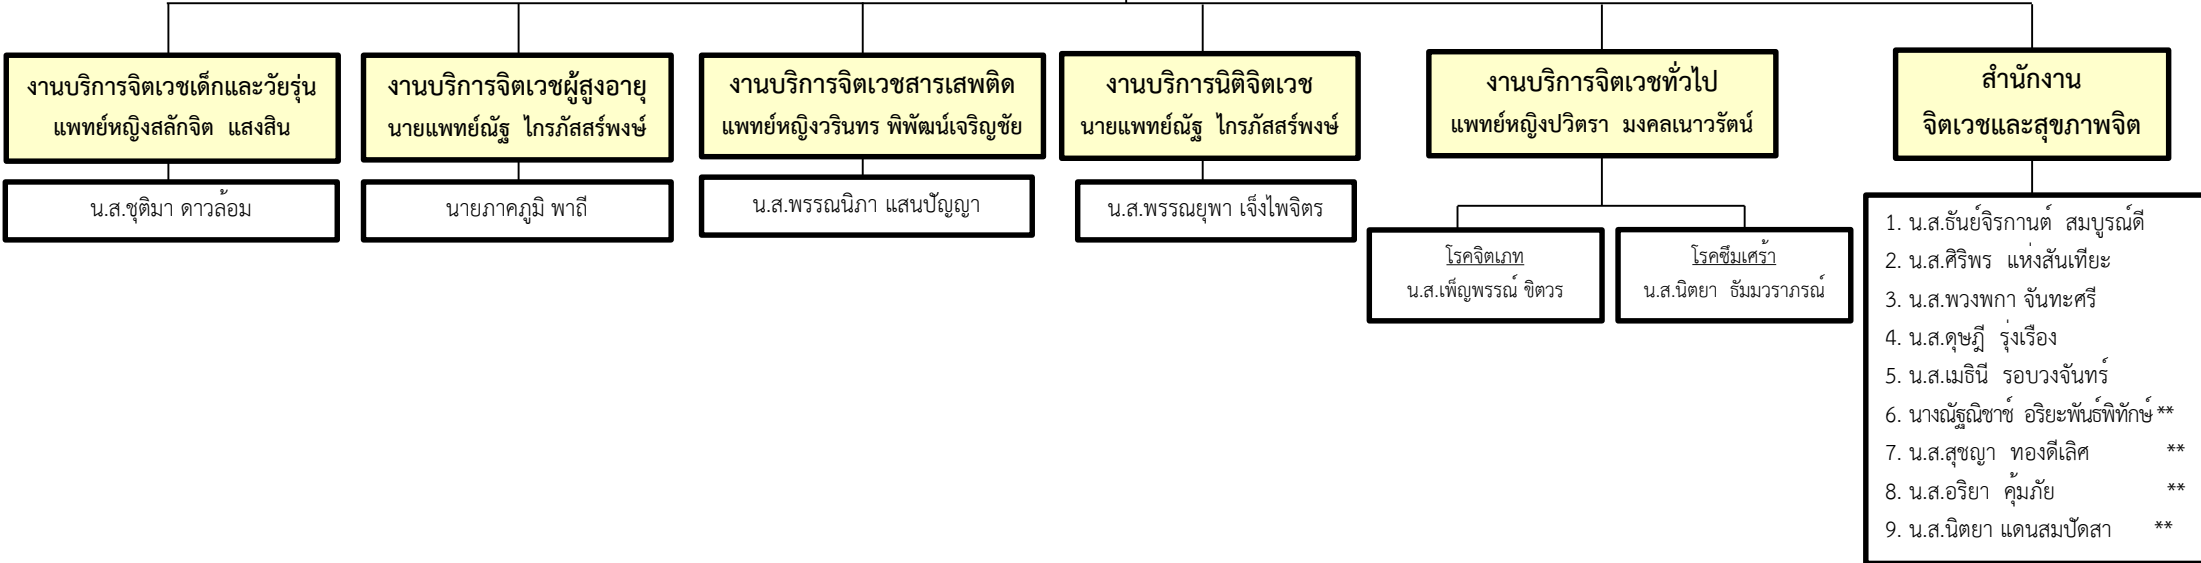 งานบริการจิตเวชเด็กและวัยรุ่น
แพทย์หญิงสลักจิต แสงสิน
น.ส.ชุติมา ดาวล้อม
งานบริการจิตเวชผู้สูงอายุ
นายแพทย์ณัฐ ไกรภัสสร์พงษ์
นายภาคภูมิ พาถี
งานบริการจิตเวชสารเสพติด
แพทย์หญิงวรินทร พิพัฒน์เจริญชัย
น.ส.พรรณนิภา แสนปัญญา
งานบริการนิติจิตเวช
นายแพทย์ณัฐ ไกรภัสสร์พงษ์
น.ส.พรรณยุพา เจ็งไพจิตร
งานบริการจิตเวชทั่วไป
แพทย์หญิงปวิตรา มงคลเนาวรัตน์
โรคจิตเภท
น.ส.เพ็ญพรรณ์ ขิตวร
โรคซึมเศร้า
น.ส.นิตยา ธัมมวราภรณ์
สำนักงาน
จิตเวชและสุขภาพจิต
1. น.ส.ธันย์จิรกานต์ สมบูรณ์ดี
2. น.ส.ศิริพร แห่งสันเทียะ
3. น.ส.พวงพกา จันทะศรี
4. น.ส.ดุษฎี รุ่งเรือง
5. น.ส.เมธินี รอบวงจันทร์
6. นางณัฐณิชาช์ อริยะพันธ์พิทักษ์ **
7. น.ส.สุชญา ทองดีเลิศ **
8. น.ส.อริยา คุ้มภัย **
9. น.ส.นิตยา แดนสมปัดสา **